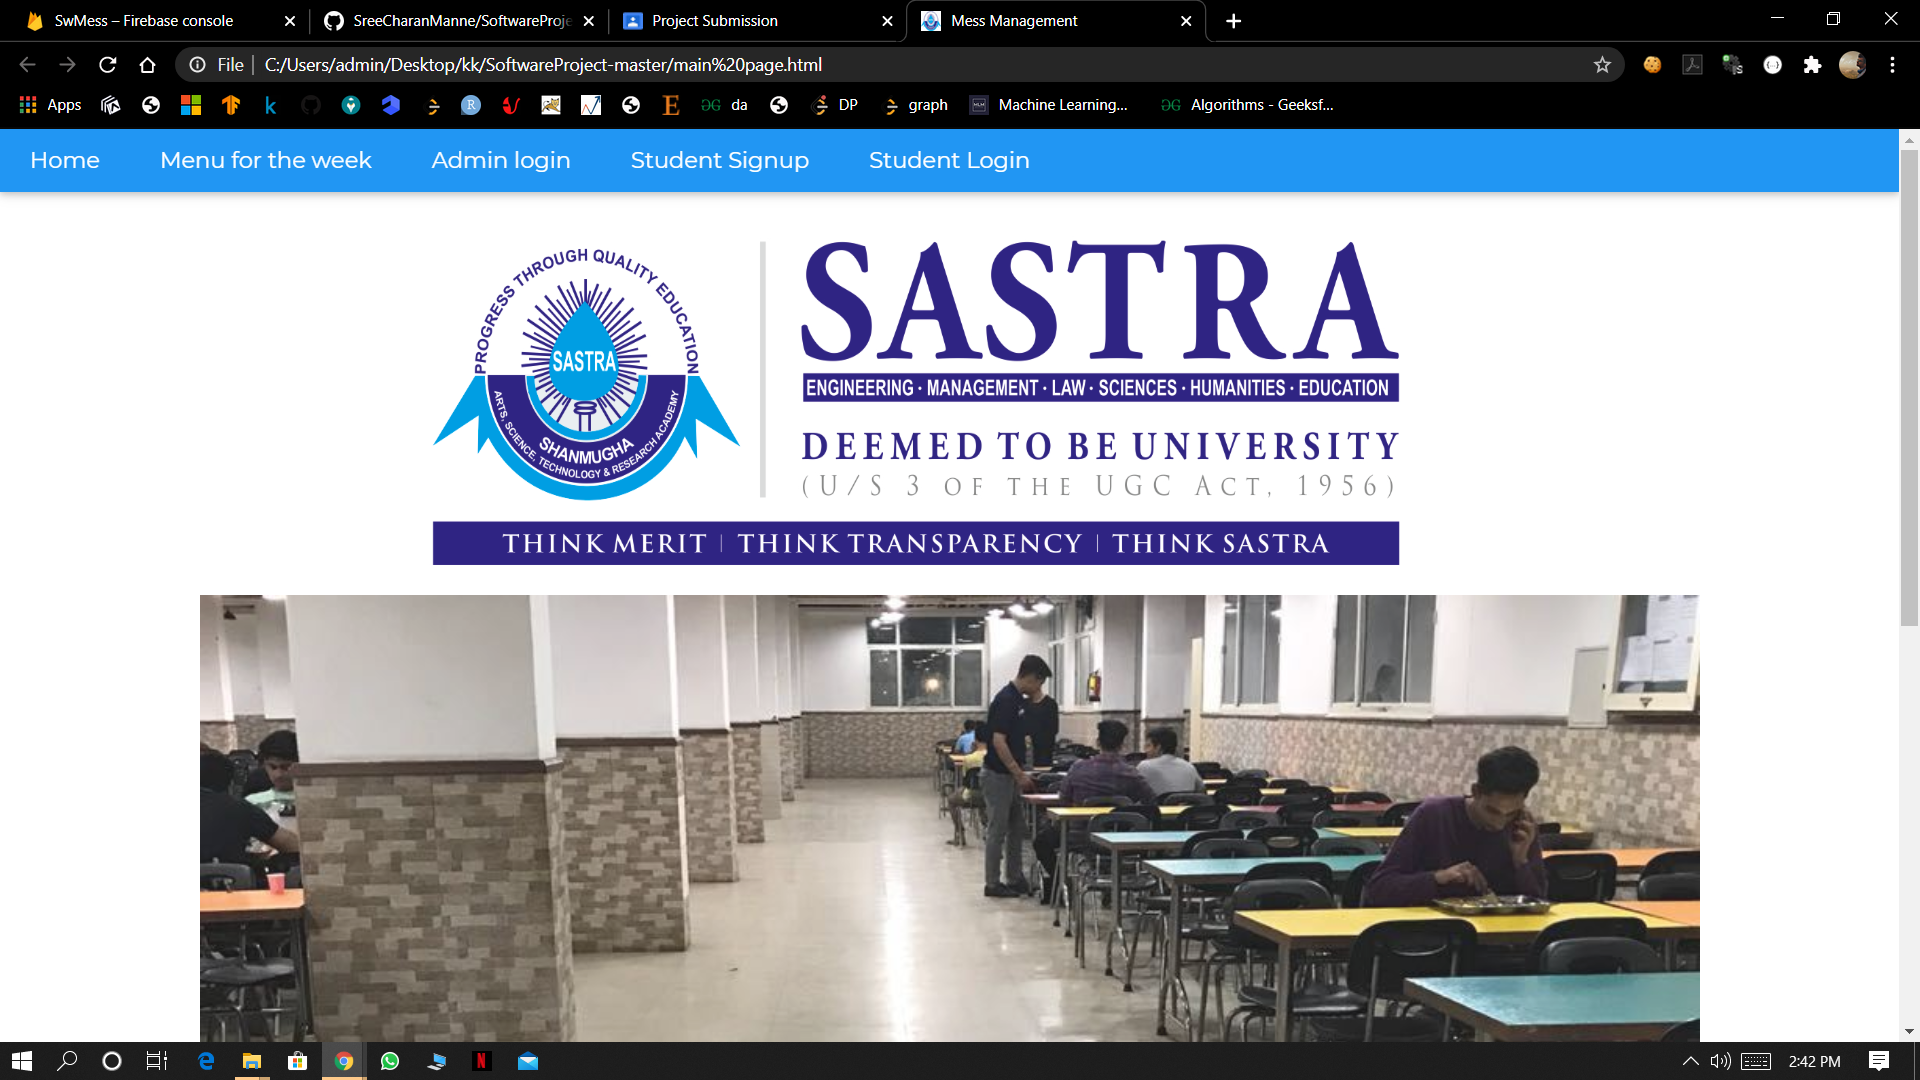 SwMess – Firebase console
SreeCharanManne/SoftwareProje
Project Submission
Mess Management
File
C:/Users/admin/Desktop/kk/SoftwareProject-master/main%20page.html
Apps
da
DP
graph
Machine Learning...
Algorithms - Geeksf...
Home
Menu for the week
Admin login
Student Signup
Student Login
PROGRESS THROUGH QUALITY EDUCATION
SASTRA
SHANMUGHA
ARTS, SCIENCE, TECHNOLOGY & RESEARCH ACADEMY
SASTRA
ENGINEERING · MANAGEMENT · LAW · SCIENCES · HUMANITIES · EDUCATION
DEEMED TO BE UNIVERSITY
(U/S 3 OF THE UGC ACT, 1956)
THINK MERIT | THINK TRANSPARENCY | THINK SASTRA
2:42 PM